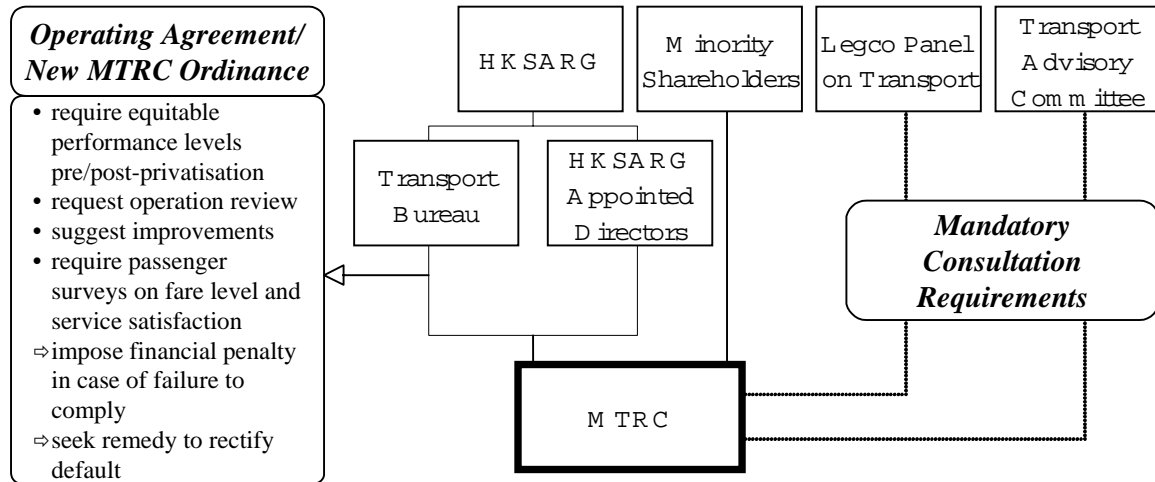 Operating Agreement/
New MTRC Ordinance
• require equitable
performance levels
pre/post-privatisation
• request operation review
• suggest improvements
• require passenger
surveys on fare level and
service satisfaction
⇨impose financial penalty
in case of failure to
comply
⇨seek remedy to rectify
default
HKSARG
Minority
Shareholders
Legco Panel
on Transport
Transport
Advisory
Committee
Transport
Bureau
HKSARG
Appointed
Directors
Mandatory
Consultation
Requirements
MTRC